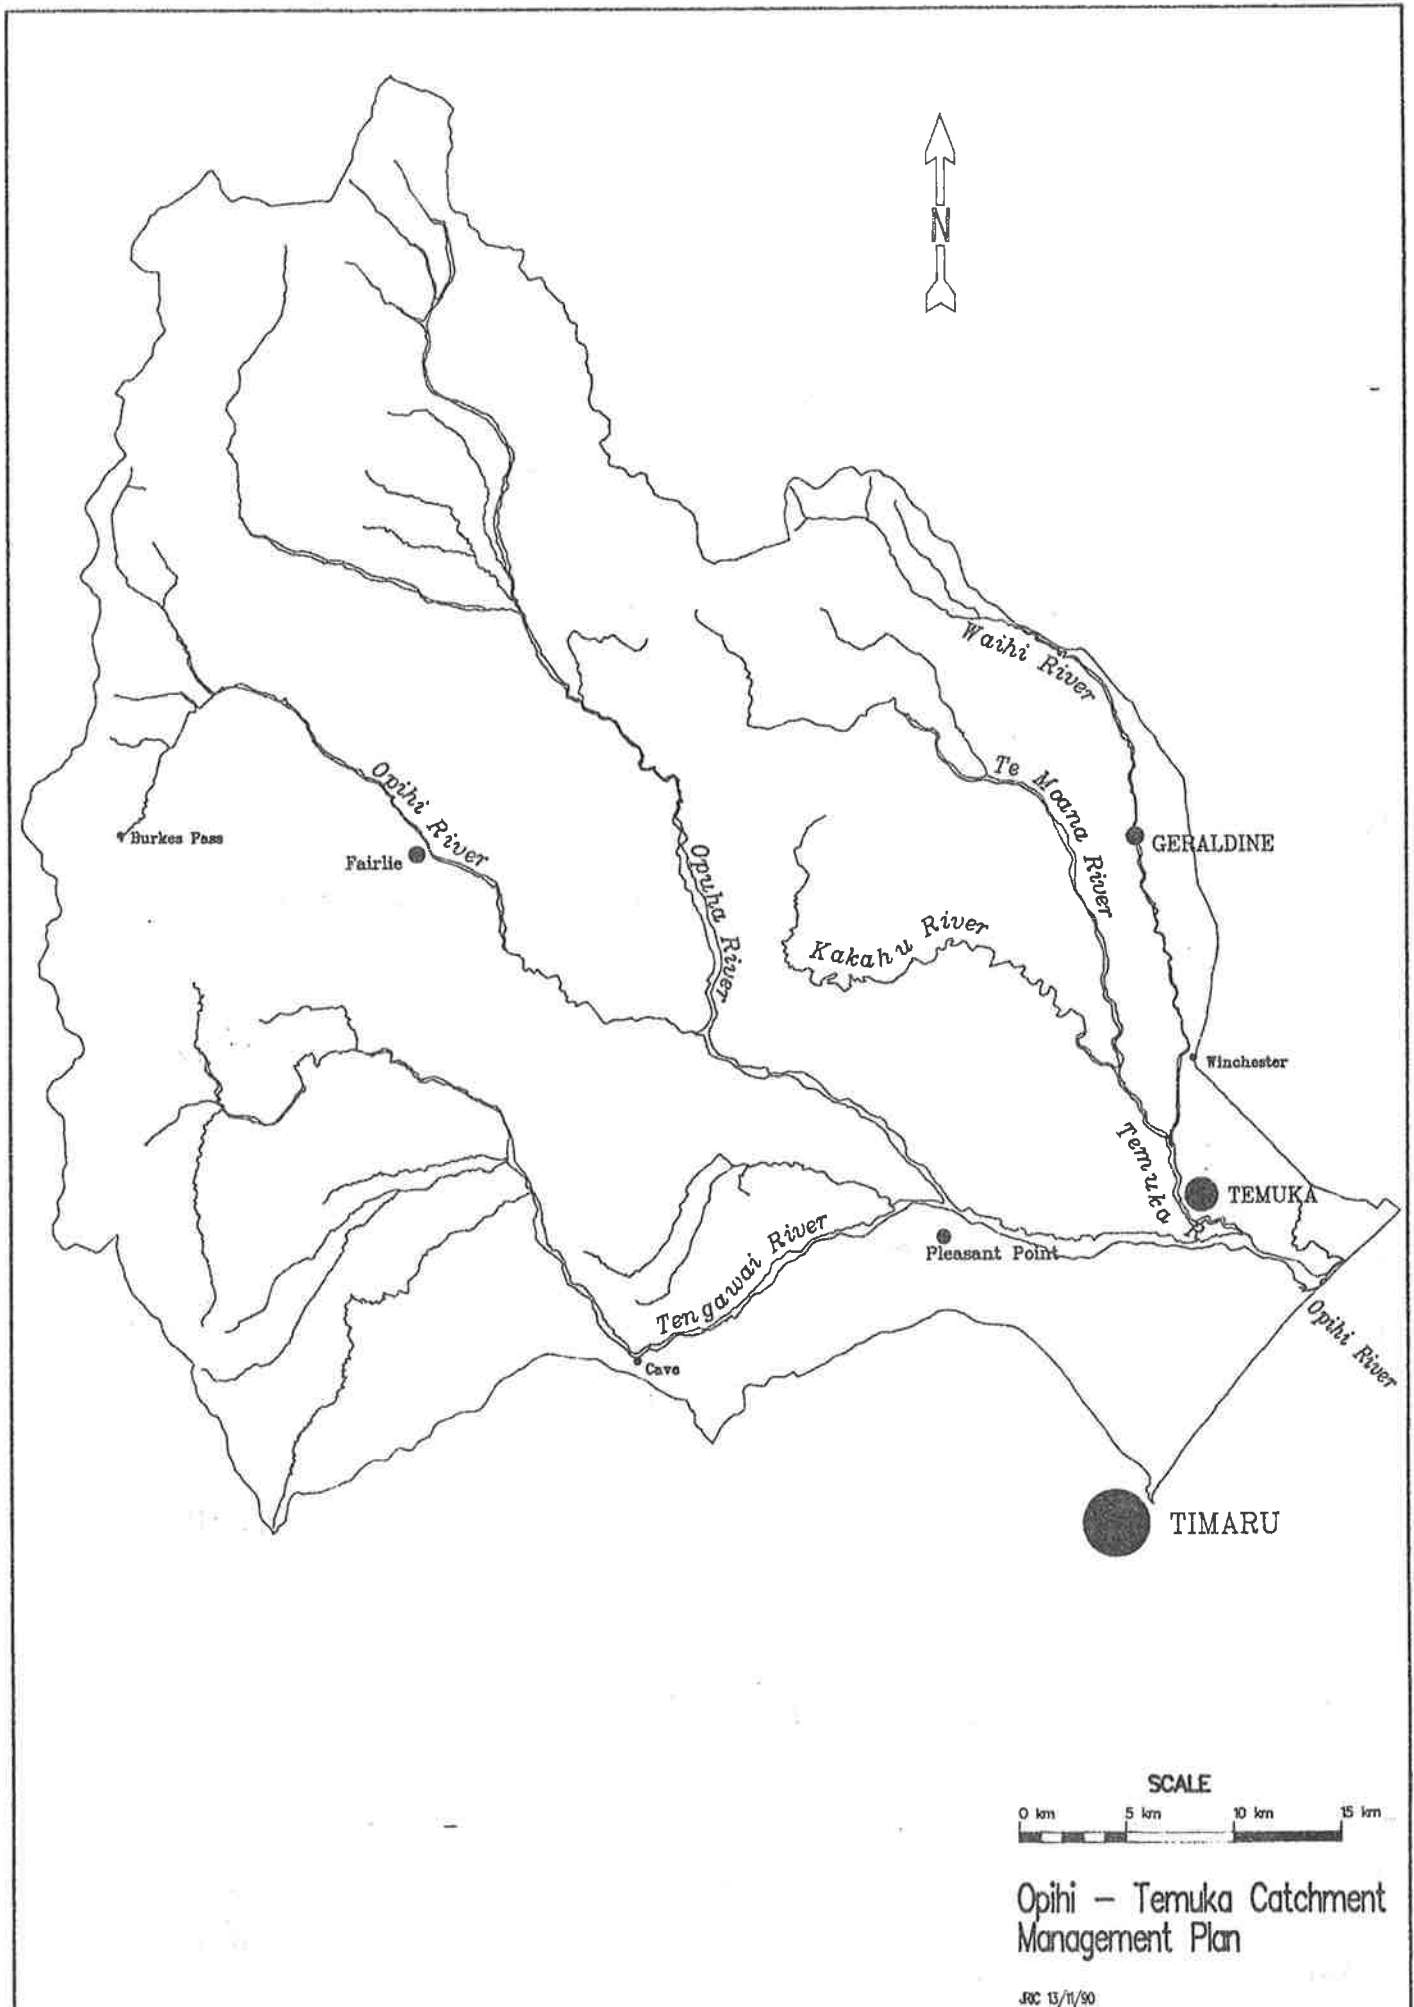 N
Waihi River
Te Moana River
Opihi River
Burkes Pass
Fairlie
GERALDINE
Opuha River
Kakahu River
Winchester
Temuka R
TEMUKA
Tengawai River
Pleasant Point
Opihi River
Cave
TIMARU
SCALE
0 km 5 km 10 km 15 km
Opihi – Temuka Catchment
Management Plan
JRC 13/11/90